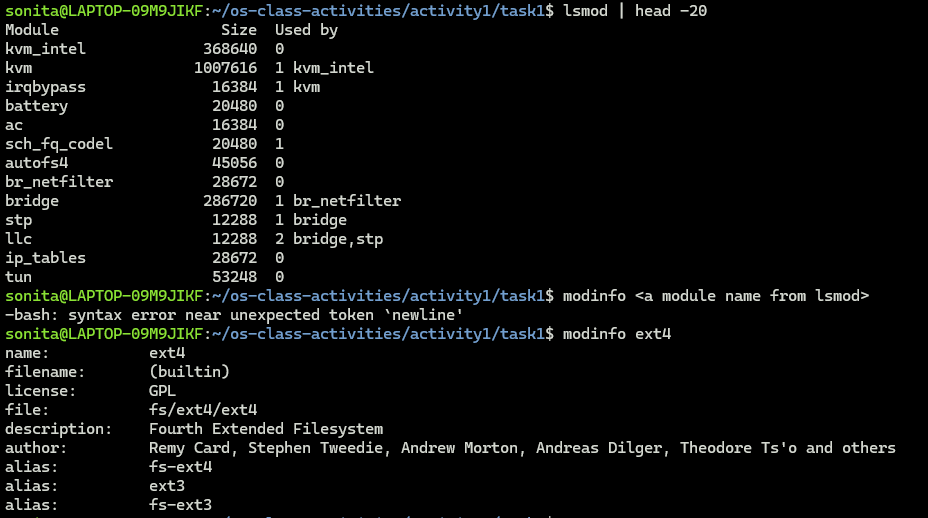 sonita@LAPTOP-09M9JIKF:~/os-class-activities/activity1/task1$ lsmod | head -20
Module                  Size  Used by
kvm_intel             368640  0
kvm                  1007616  1 kvm_intel
irqbypass              16384  1 kvm
battery                20480  0
ac                     16384  0
sch_fq_codel           20480  1
autofs4                45056  0
br_netfilter           28672  0
bridge                286720  1 br_netfilter
stp                    12288  1 bridge
llc                    12288  2 bridge,stp
ip_tables              28672  0
tun                    53248  0
sonita@LAPTOP-09M9JIKF:~/os-class-activities/activity1/task1$ modinfo <a module name from lsmod>
-bash: syntax error near unexpected token `newline'
sonita@LAPTOP-09M9JIKF:~/os-class-activities/activity1/task1$ modinfo ext4
name:           ext4
filename:       (builtin)
license:        GPL
file:           fs/ext4/ext4
description:    Fourth Extended Filesystem
author:         Remy Card, Stephen Tweedie, Andrew Morton, Andreas Dilger, Theodore Ts'o and others
alias:          fs-ext4
alias:          ext3
alias:          fs-ext3